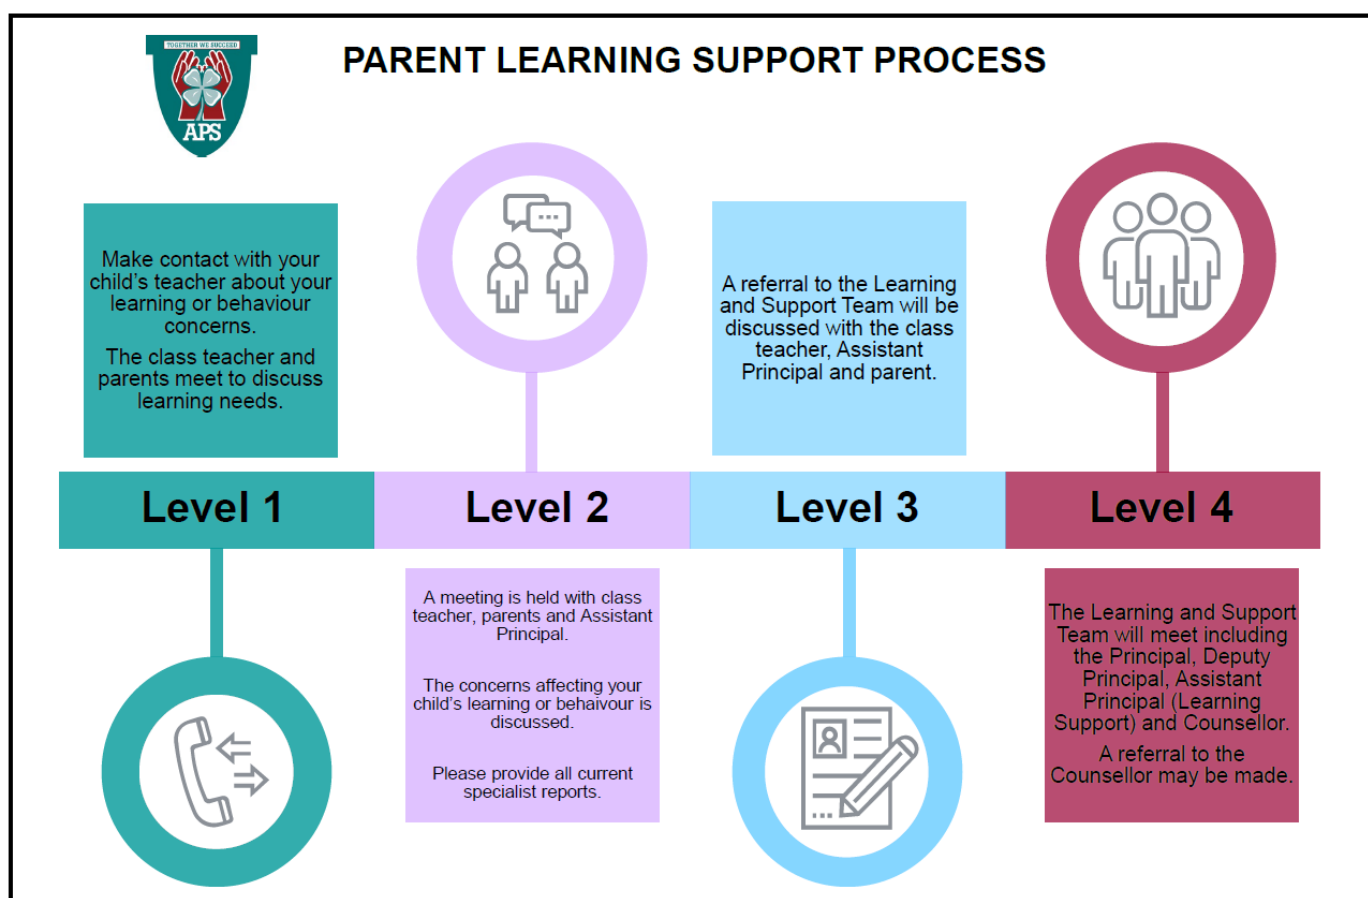 TOGETHER WE SUCCEED
APS
PARENT LEARNING SUPPORT PROCESS
Make contact with your
child's teacher about your
learning or behaviour
concerns.
The class teacher and
parents meet to discuss
learning needs.
A referral to the Learning
and Support Team will be
discussed with the class
teacher, Assistant
Principal and parent.
Level 1
Level 2
Level 3
Level 4
A meeting is held with class
teacher, parents and Assistant
Principal.
The concerns affecting your
child's learning or behaivour is
discussed.
Please provide all current
specialist reports.
The Learning and Support
Team will meet including
the Principal, Deputy
Principal, Assistant
Principal (Learning
Support) and Counsellor.
A referral to the
Counsellor may be made.